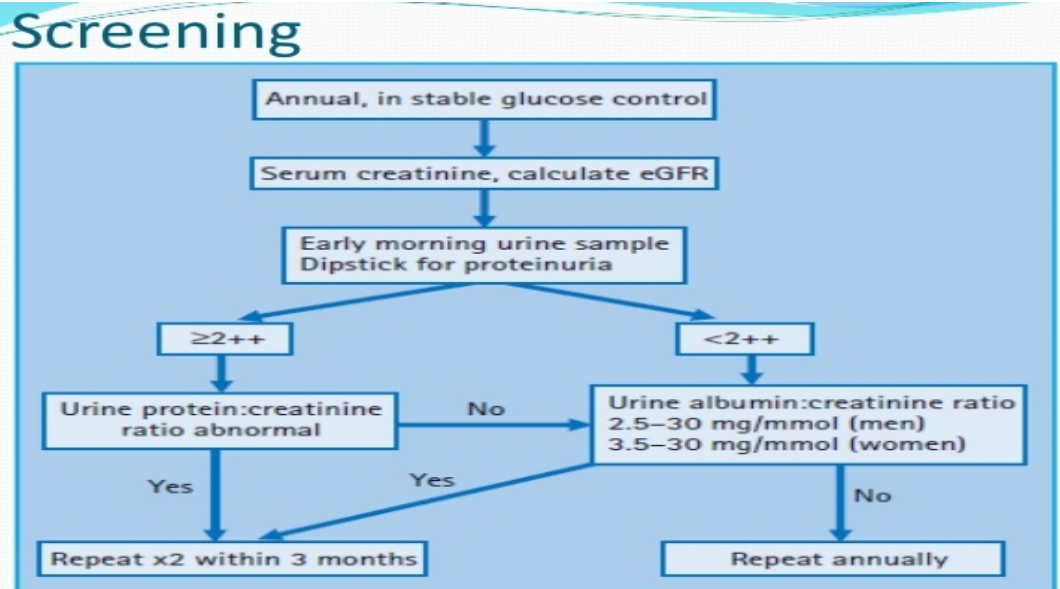 Screening
Annual, in stable glucose control
Serum creatinine, calculate eGFR
Early morning urine sample
Dipstick for proteinuria
≥2++
<2++
Urine protein:creatinine
ratio abnormal
No
Urine albumin:creatinine ratio
2.5–30 mg/mmol (men)
3.5–30 mg/mmol (women)
Yes
Yes
No
Repeat x2 within 3 months
Repeat annually